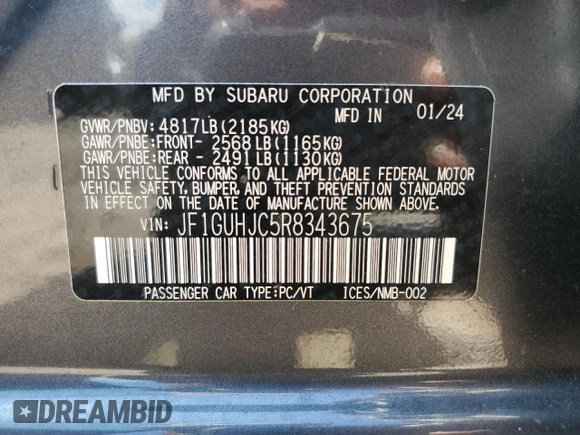 MFD BY SUBARU CORPORATION
MFD IN 01/24
GVWR/PNBV: 4817LB(2185KG)
GAWR/PNBE:FRONT- 2568LB(1165KG)
GAWR/PNBE:REAR - 2491LB(1130KG)
THIS VEHICLE CONFORMS TO ALL APPLICABLE FEDERAL MOTOR
VEHICLE SAFETY, BUMPER, AND THEFT PREVENTION STANDARDS
IN EFFECT ON THE DATE OF MANUFACTURE SHOWN ABOVE.
VIN: JF1GUHJC5R8343675
PASSENGER CAR TYPE:PC/VT ICES/NMB-002
DREAMBID